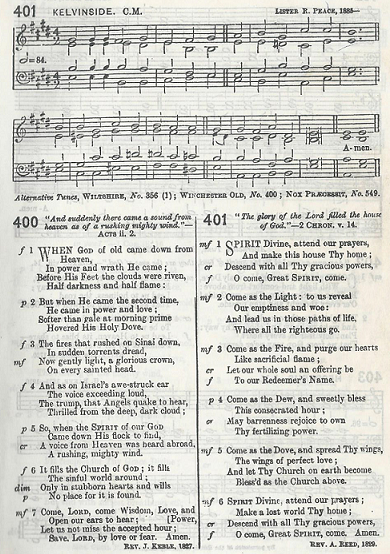 401 KELVINSIDE. C.M. LISTER R. PEACE, 1885—
=84.
A-men.
Alternative Tunes, WILTSHIRE, No. 356 (1); WINCHESTER OLD, No. 400; NOX PRÆCESSIT, No. 549.
400 "And suddenly there came a sound from
heaven as of a rushing mighty wind."—
ACTS ii. 2.
f 1 WHEN GOD of old came down from
Heaven,
In power and wrath He came;
Before His Feet the clouds were riven,
Half darkness and half flame:
p 2 But when He came the second time,
He came in power and love;
Softer than gale at morning prime
Hovered His Holy Dove.
f 3 The fires that rushed on Sinai down,
In sudden torrents dread,
mf Now gently light, a glorious crown,
On every sainted head.
f 4 And as on Israel's awe-struck ear
The voice exceeding loud,
The trump, that Angels quake to hear,
Thrilled from the deep, dark cloud;
p 5 So, when the SPIRIT of our GOD
Came down His flock to find,
cr A voice from Heaven was heard abroad,
A rushing, mighty wind.
f 6 It fills the Church of GOD; it fills
The sinful world around;
dim Only in stubborn hearts and wills
p No place for it is found.
mf 7 Come, LORD, come Wisdom, Love, and
Open our ears to hear; [Power,
Let us not miss the accepted hour;
Save, LORD, by love or fear. Amen.
REV. J. KEBLE, 1827.
401 "The glory of the Lord filled the house
of God."—2 CHRON. v. 14.
mf 1 SPIRIT Divine, attend our prayers,
And make this house Thy home;
cr Descend with all Thy gracious powers,
f O come, Great SPIRIT, come.
mf 2 Come as the Light: to us reveal
Our emptiness and woe:
And lead us in those paths of life,
Where all the righteous go.
mf 3 Come as the Fire, and purge our hearts
Like sacrificial flame;
cr Let our whole soul an offering be
f To our Redeemer's Name.
p 4 Come as the Dew, and sweetly bless
This consecrated hour;
cr May barrenness rejoice to own
Thy fertilizing power.
mf 5 Come as the Dove, and spread Thy wings,
The wings of perfect love;
And let Thy Church on earth become
Bless'd as the Church above.
mf 6 SPIRIT Divine, attend our prayers;
Make a lost world Thy home;
cr Descend with all Thy gracious powers,
f O come, Great SPIRIT, come. Amen.
REV. A. REED, 1829.